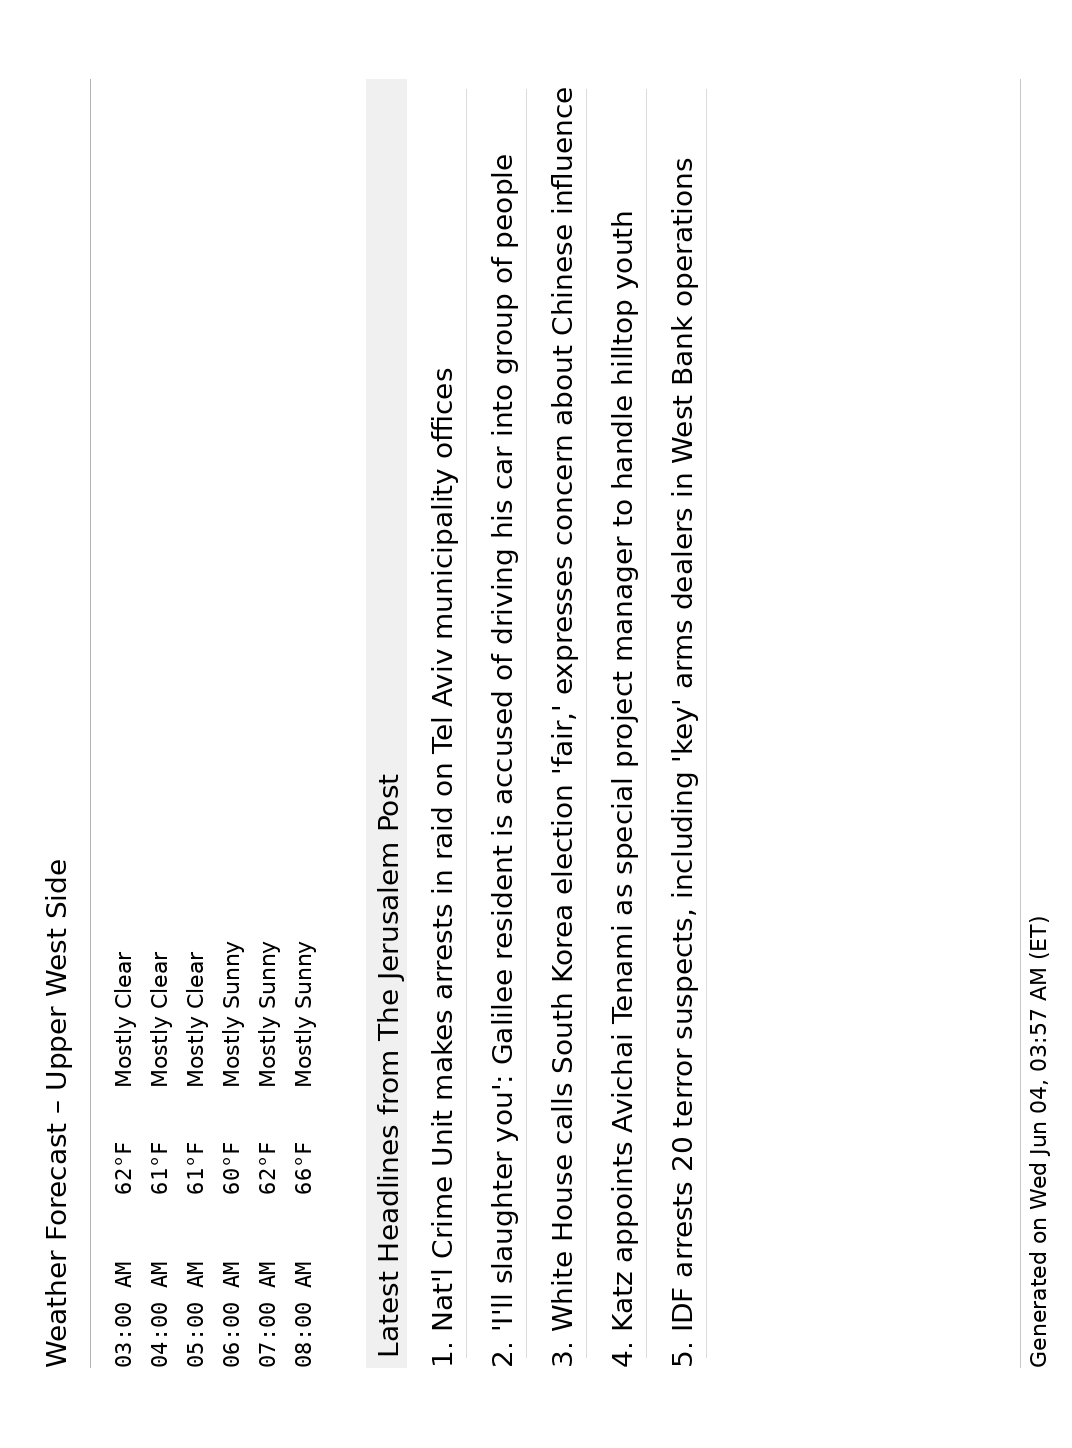 Weather Forecast – Upper West Side
03:00 AM 62°F Mostly Clear
04:00 AM 61°F Mostly Clear
05:00 AM 61°F Mostly Clear
06:00 AM 60°F Mostly Sunny
07:00 AM 62°F Mostly Sunny
08:00 AM 66°F Mostly Sunny
Latest Headlines from The Jerusalem Post
1. Nat'l Crime Unit makes arrests in raid on Tel Aviv municipality offices
2. 'I'll slaughter you': Galilee resident is accused of driving his car into group of people
3. White House calls South Korea election 'fair,' expresses concern about Chinese influence
4. Katz appoints Avichai Tenami as special project manager to handle hilltop youth
5. IDF arrests 20 terror suspects, including 'key' arms dealers in West Bank operations
Generated on Wed Jun 04, 03:57 AM (ET)